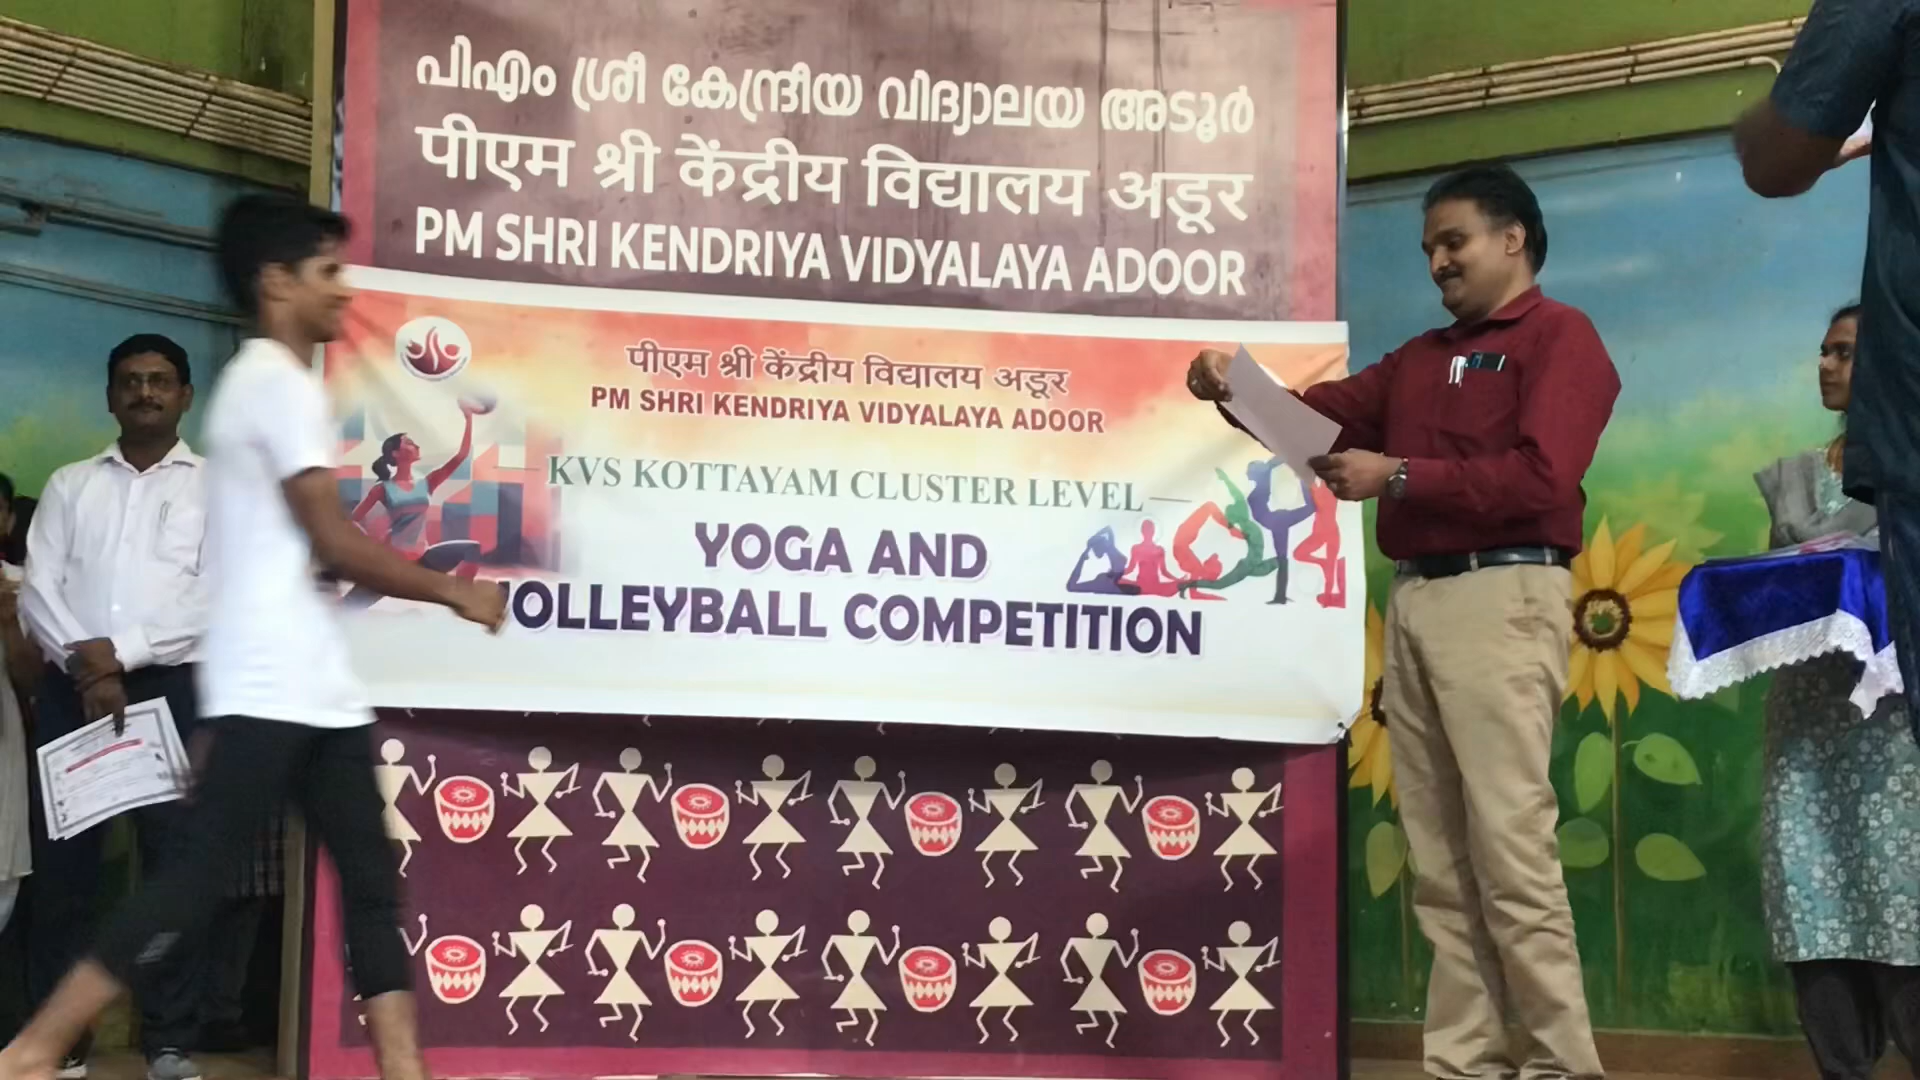 പിഎം ശ്രീ കേന്ദ്രീയ വിദ്യാലയ അടൂർ
पीएम श्री केंद्रीय विद्यालय अडूर
PM SHRI KENDRIYA VIDYALAYA ADOOR
पीएम श्री केंद्रीय विद्यालय अडूर
PM SHRI KENDRIYA VIDYALAYA ADOOR
KVS KOTTAYAM CLUSTER LEVEL
YOGA AND
VOLLEYBALL COMPETITION